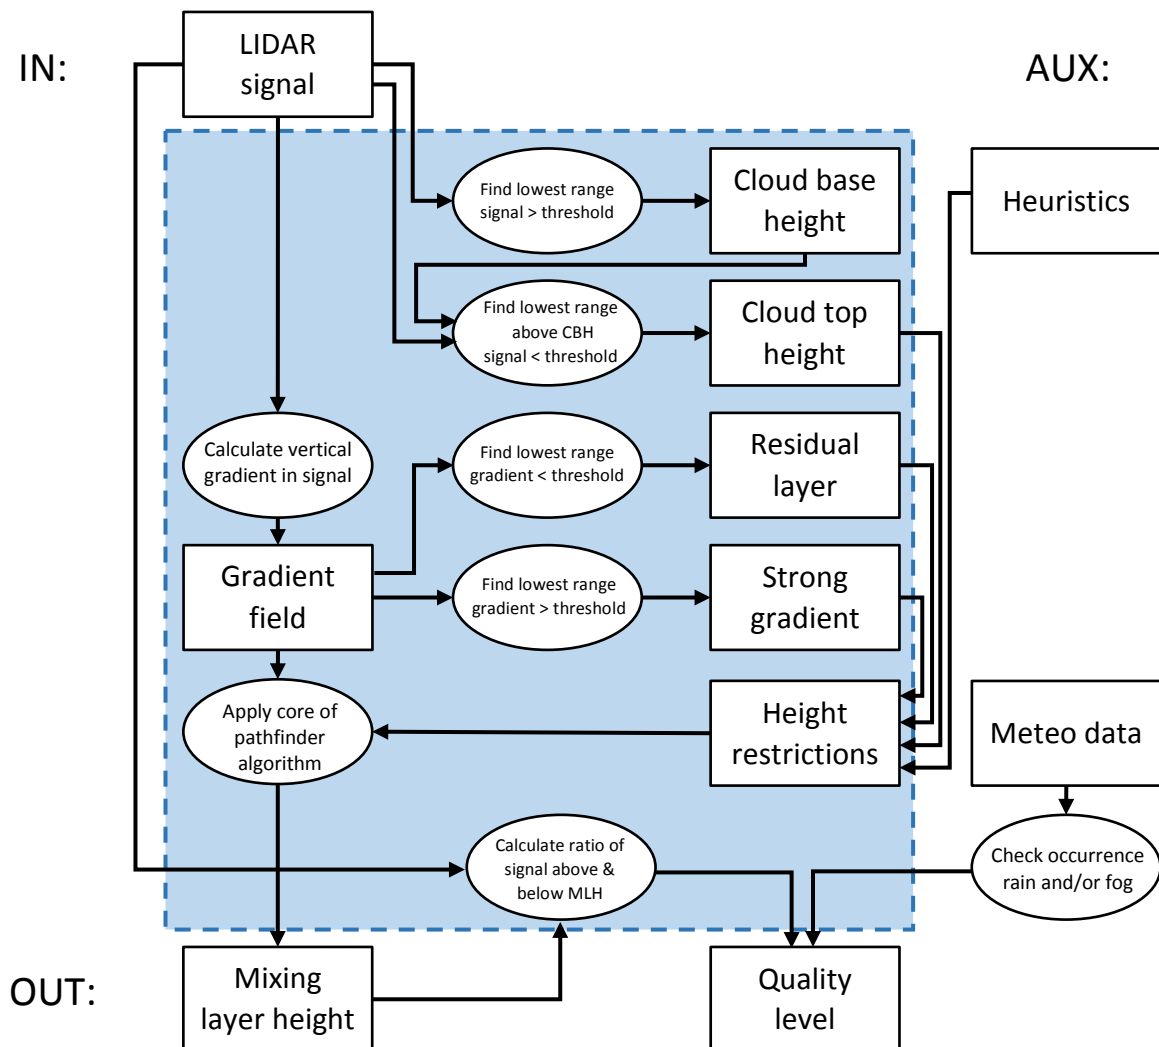 IN:
LIDAR
signal
AUX:
Find lowest range
signal > threshold
Cloud base
height
Heuristics
Find lowest range
above CBH
signal < threshold
Cloud top
height
Calculate vertical
gradient in signal
Find lowest range
gradient < threshold
Residual
layer
Gradient
field
Find lowest range
gradient > threshold
Strong
gradient
Apply core of
pathfinder
algorithm
Height
restrictions
Meteo data
Calculate ratio of
signal above &
below MLH
Check occurrence
rain and/or fog
OUT:
Mixing
layer height
Quality
level